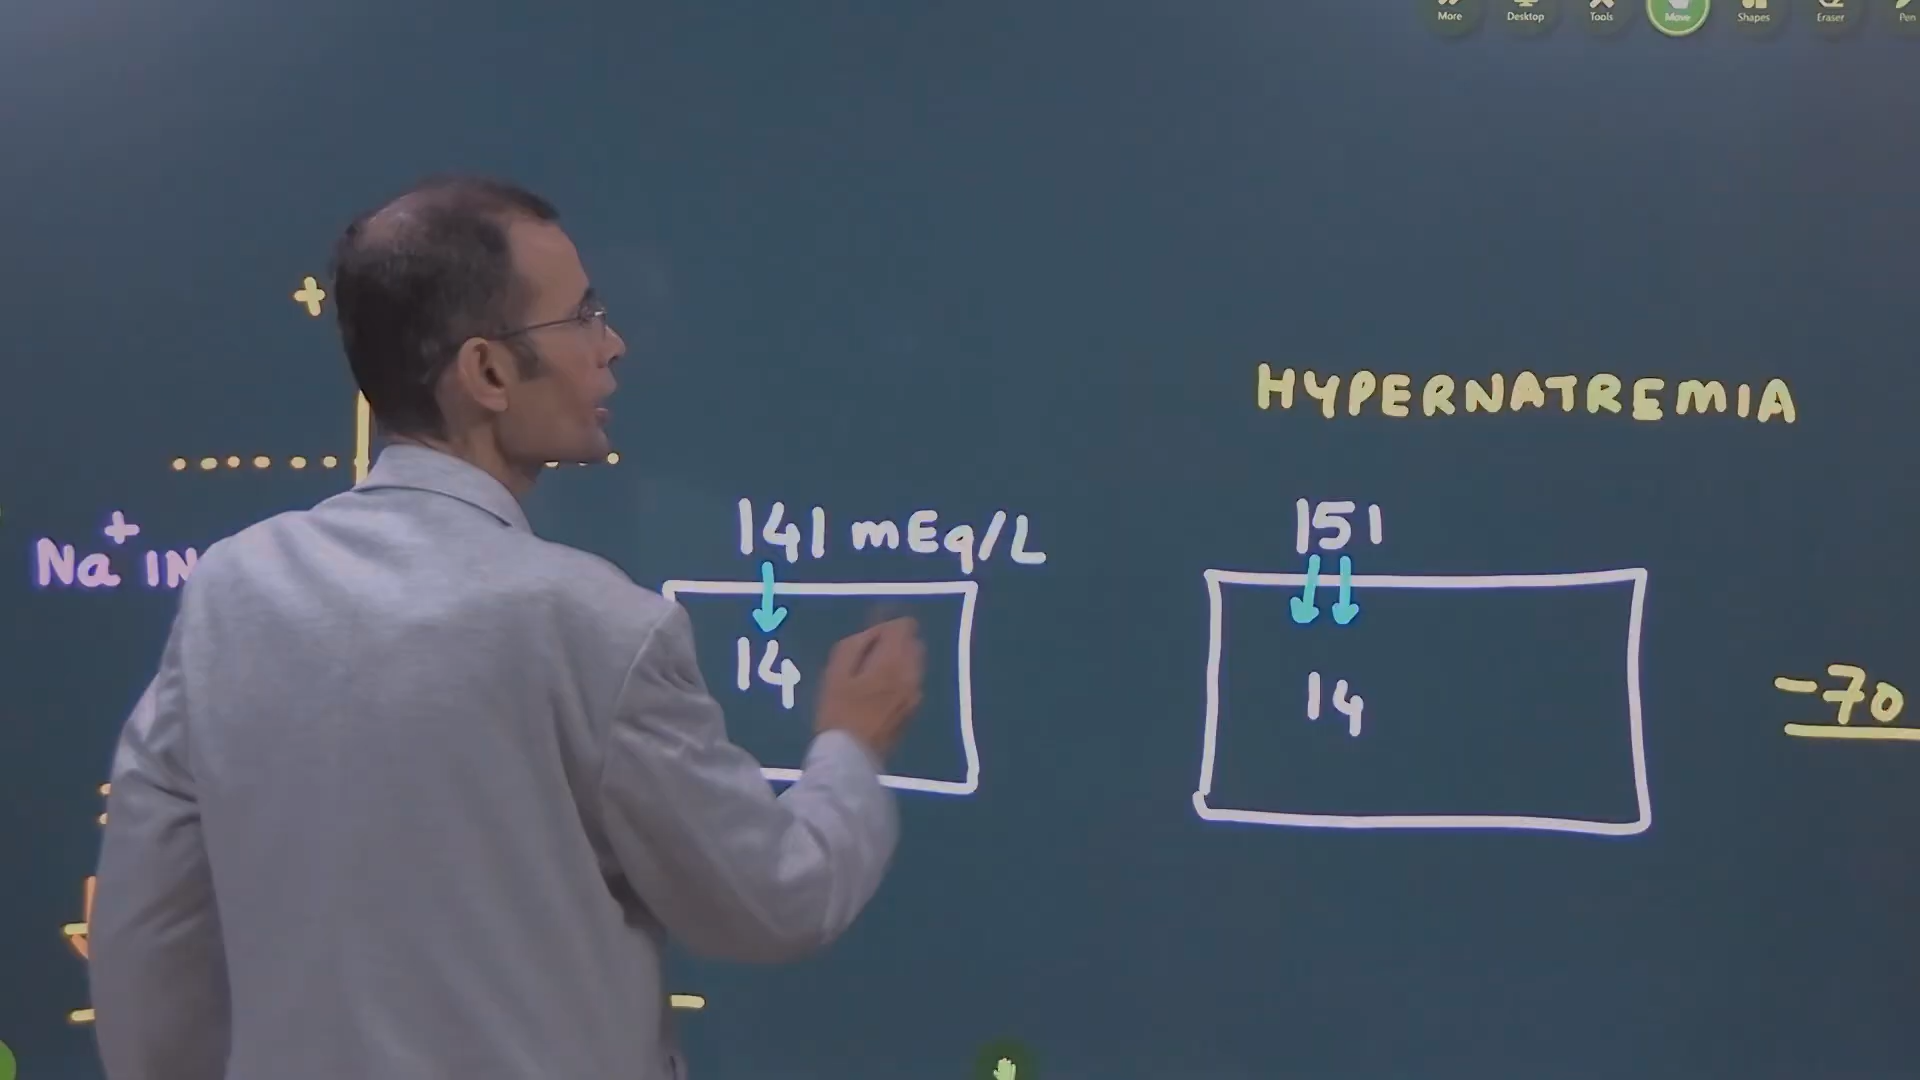 More Desktop Tools Move Shapes Eraser Pen
+
HYPERNATREMIA
141 mEq/L
151
Na+ IN
14
14
-70